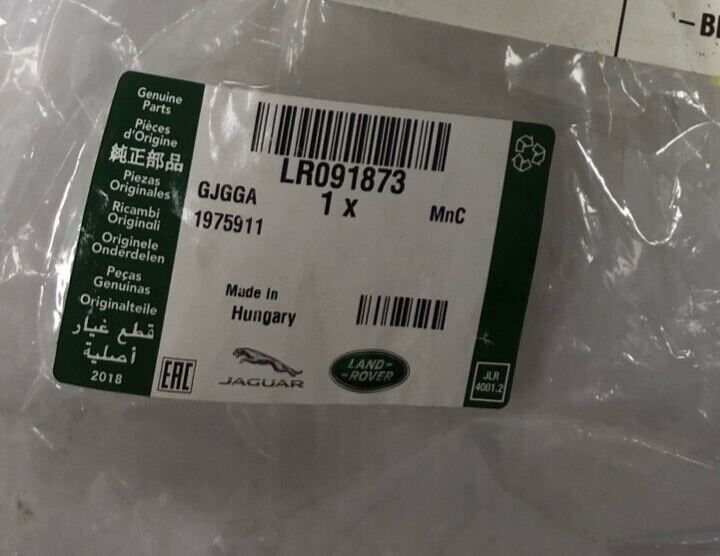 Genuine
Parts
Pièces
d'Origine
純正部品
Piezas
Originales
Ricambi
Originali
Originele
Onderdelen
Peças
Genuinas
Originalteile
قطع غيار
أصلية
2018
LR091873
1 x
GJGGA
1975911
MnC
Made In
Hungary
EAC
JAGUAR
LAND-
-ROVER
JLR
4001.2